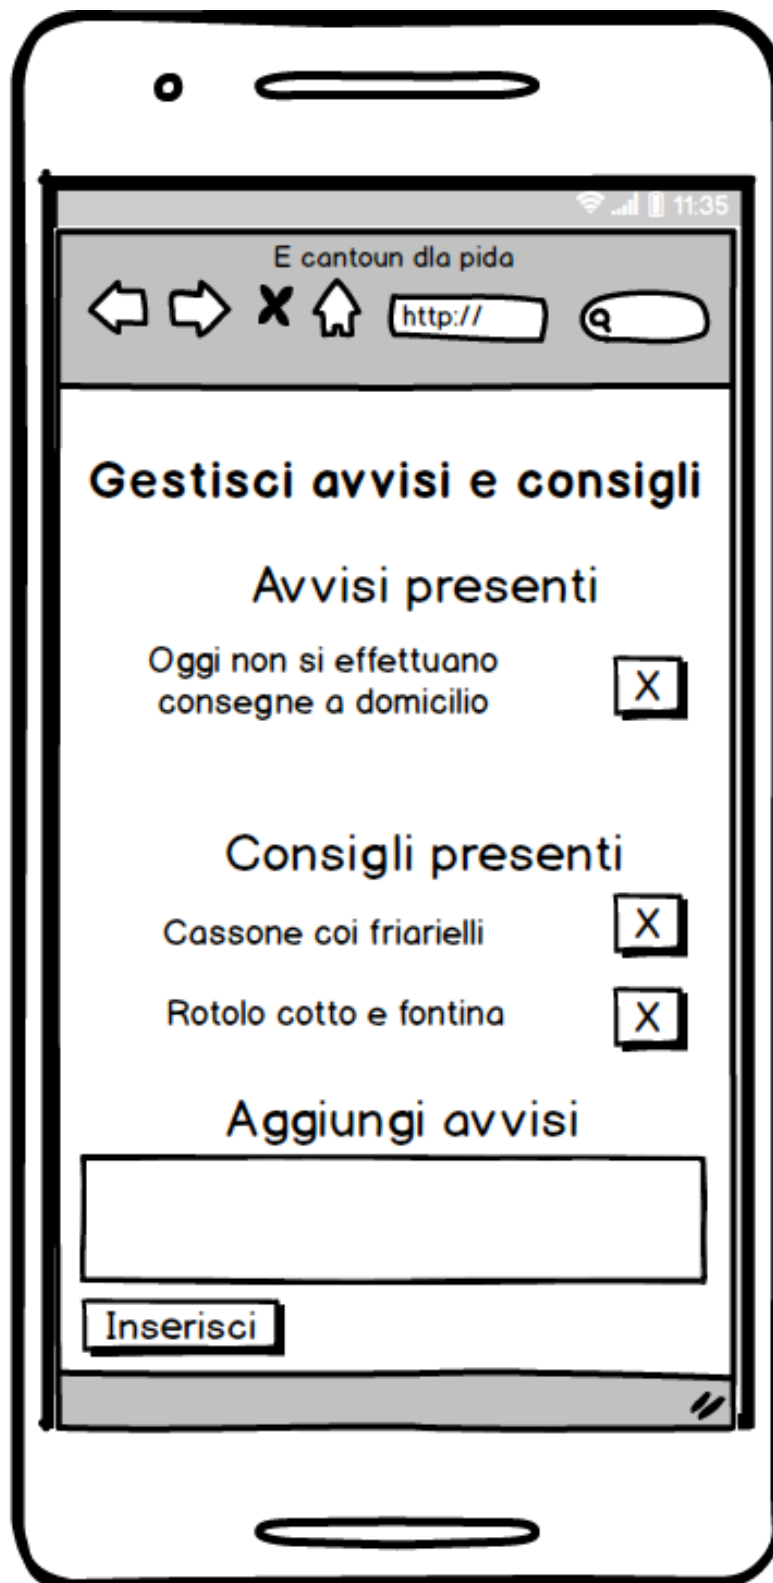 11:35
E cantoun dla pida
http://
Gestisci avvisi e consigli
Avvisi presenti
Oggi non si effettuano
consegne a domicilio
X
Consigli presenti
Cassone coi friarielli
X
Rotolo cotto e fontina
X
Aggiungi avvisi
Inserisci